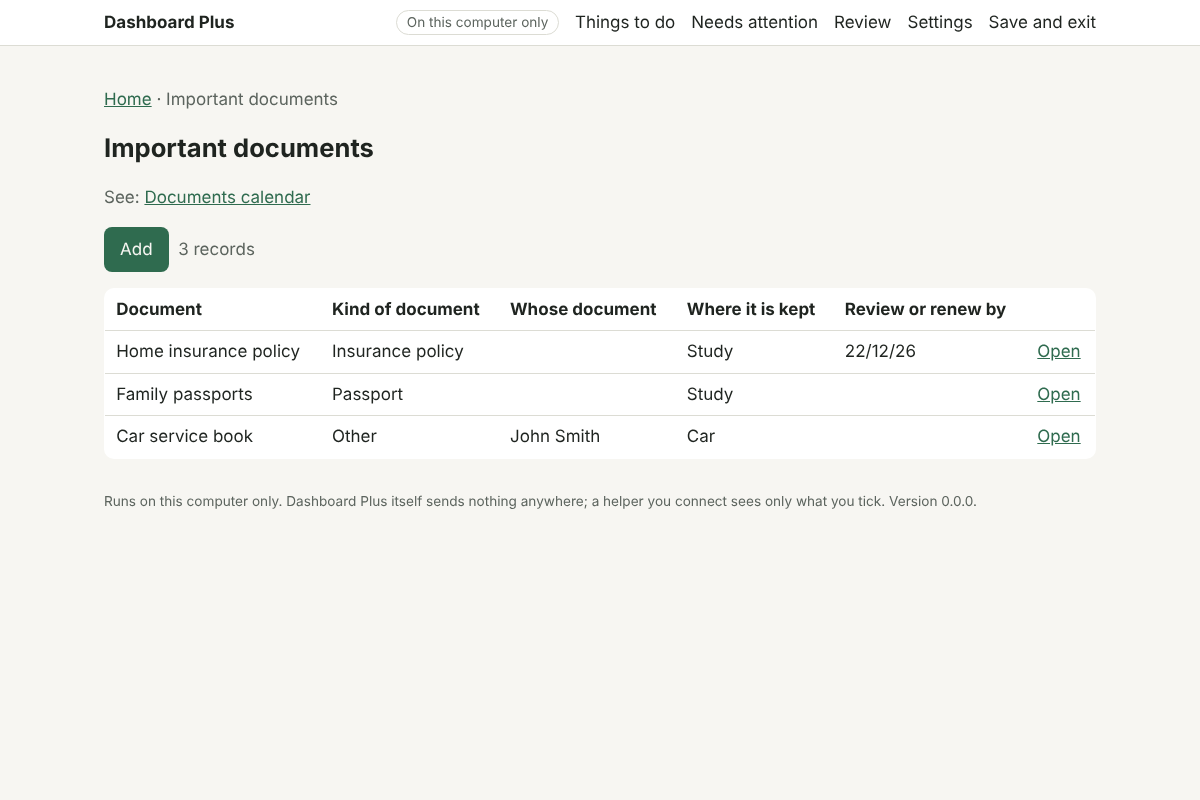 Dashboard Plus On this computer only Things to do Needs attention Review Settings Save and exit
Home · Important documents
Important documents
See: Documents calendar
Add 3 records
Document Kind of document Whose document Where it is kept Review or renew by
Home insurance policy Insurance policy Study 22/12/26 Open
Family passports Passport Study Open
Car service book Other John Smith Car Open
Runs on this computer only. Dashboard Plus itself sends nothing anywhere; a helper you connect sees only what you tick. Version 0.0.0.